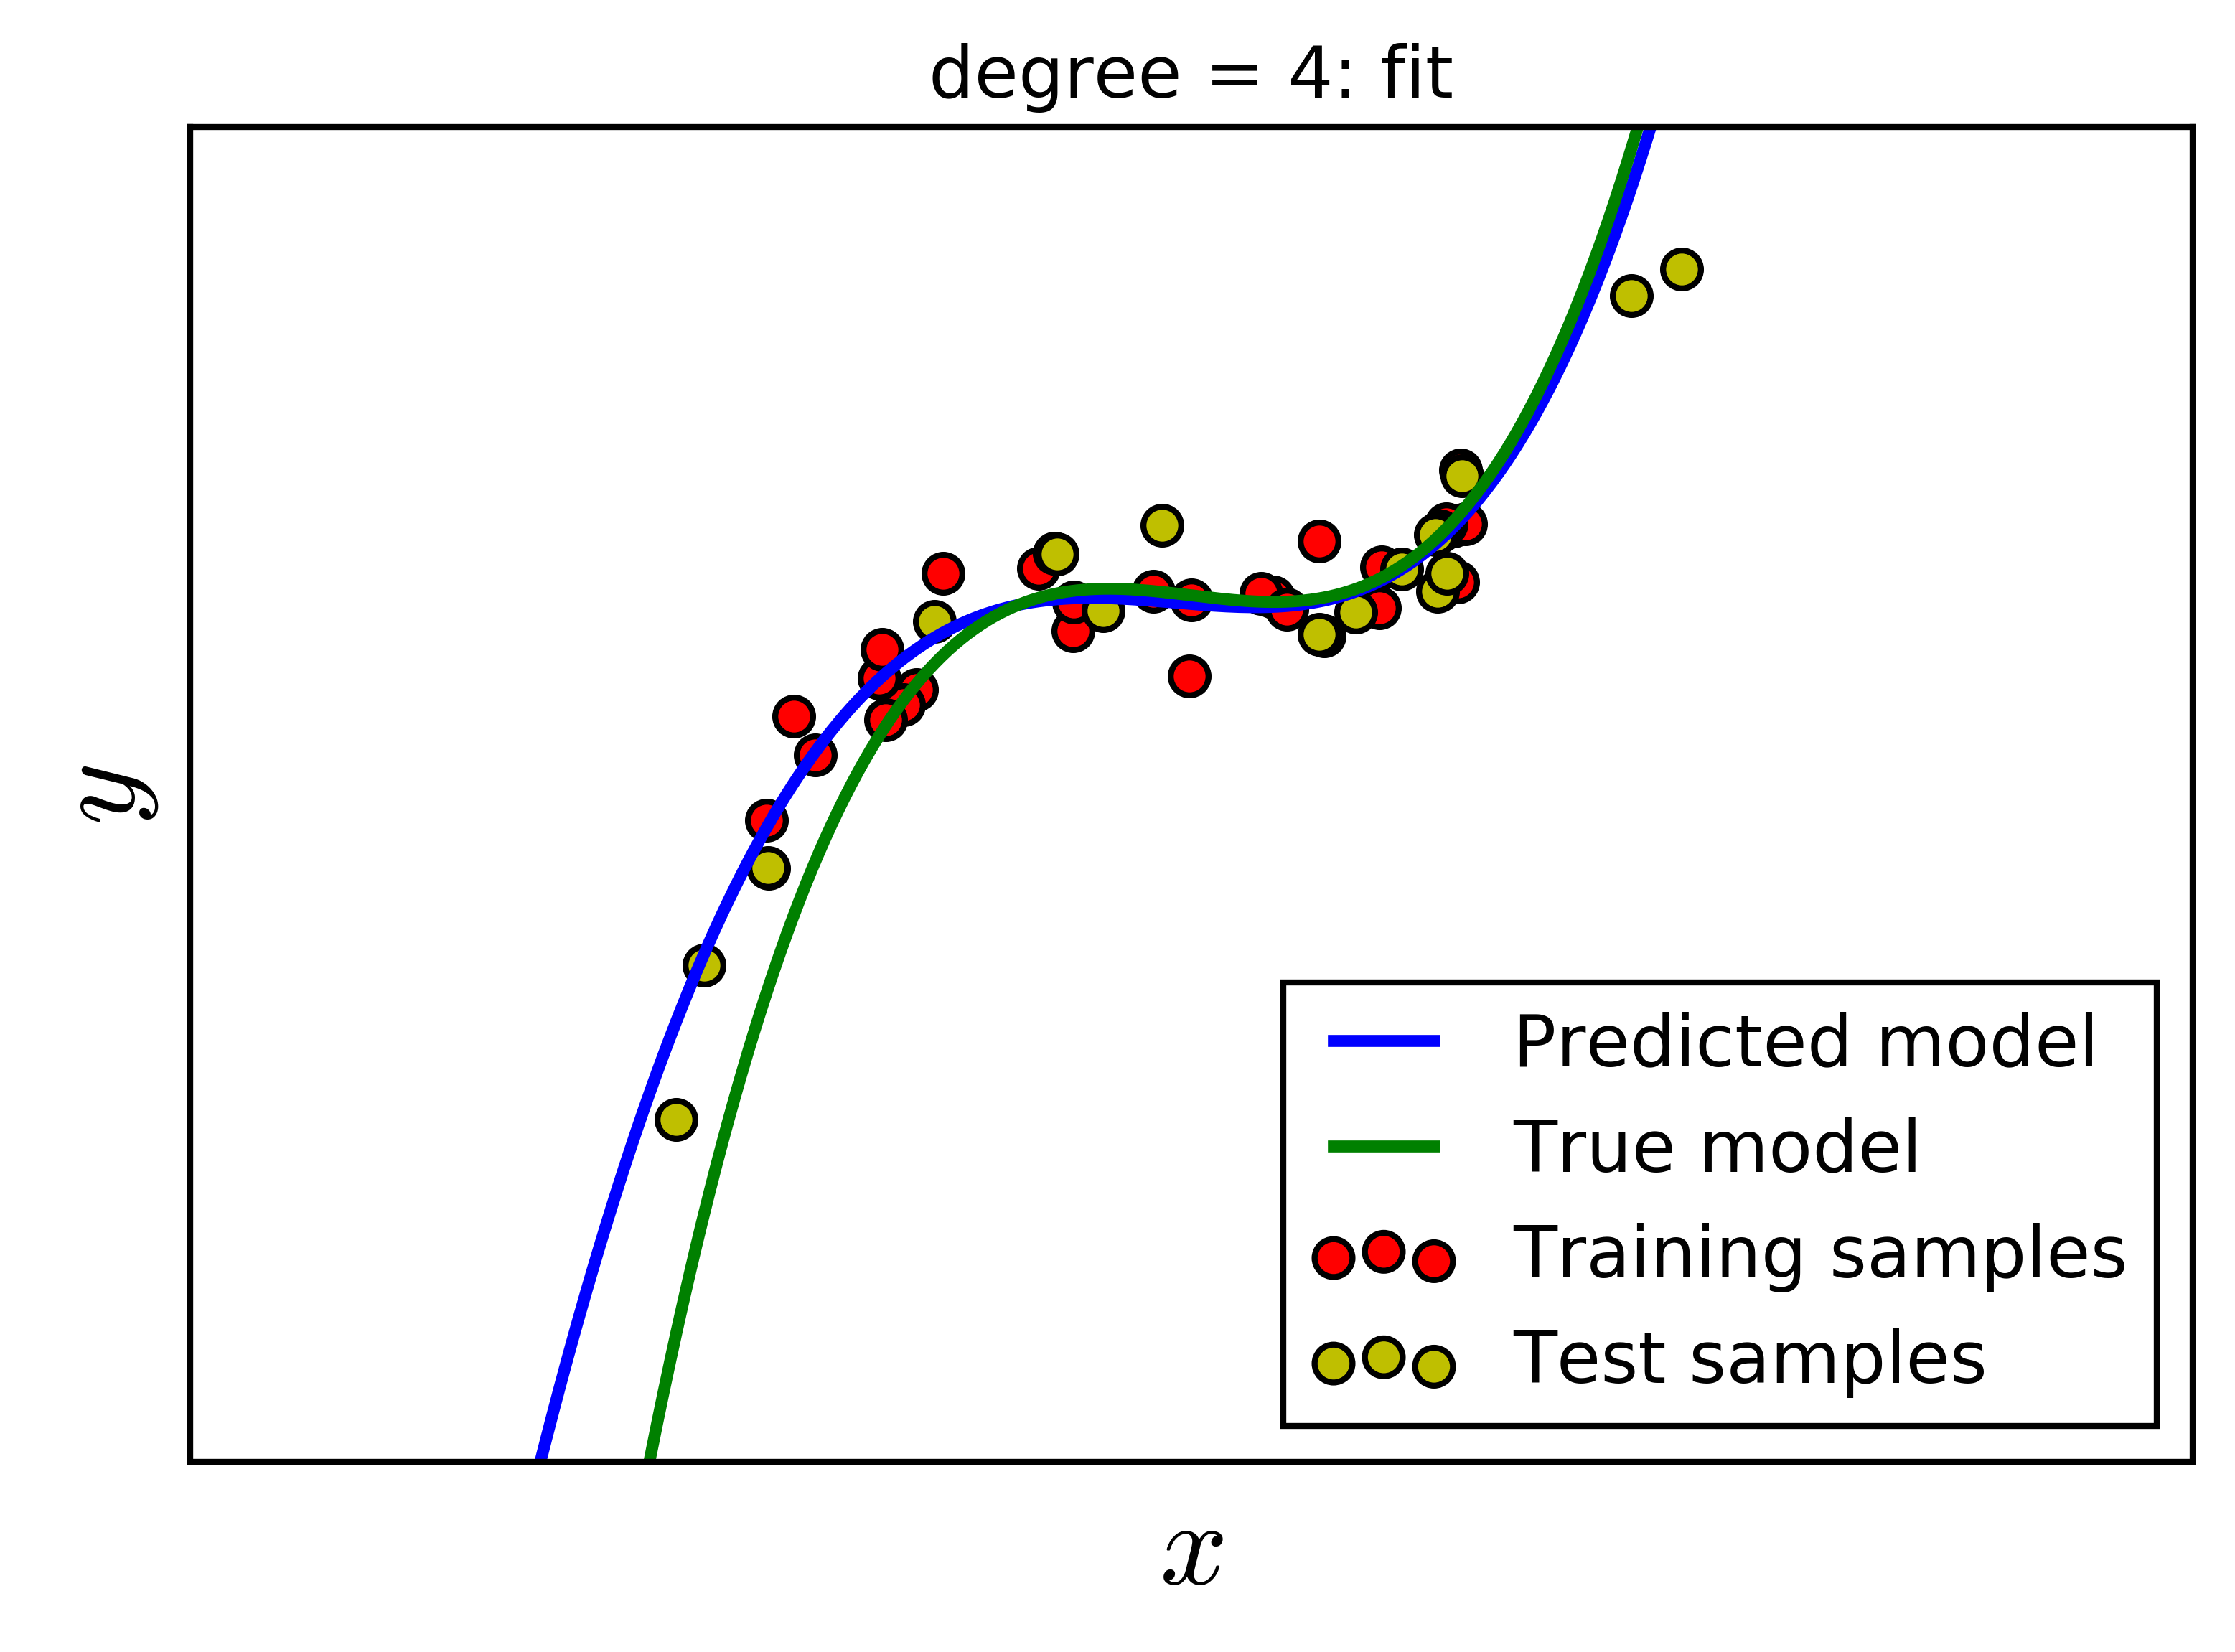 degree = 4: fit
y
Predicted model
True model
Training samples
Test samples
x